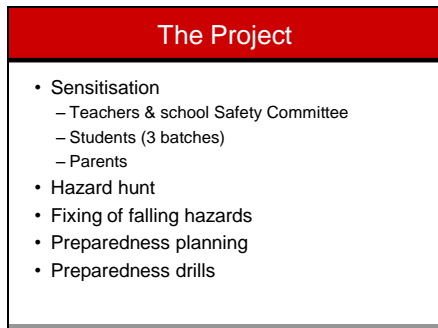 The Project
• Sensitisation
– Teachers & school Safety Committee
– Students (3 batches)
– Parents
• Hazard hunt
• Fixing of falling hazards
• Preparedness planning
• Preparedness drills